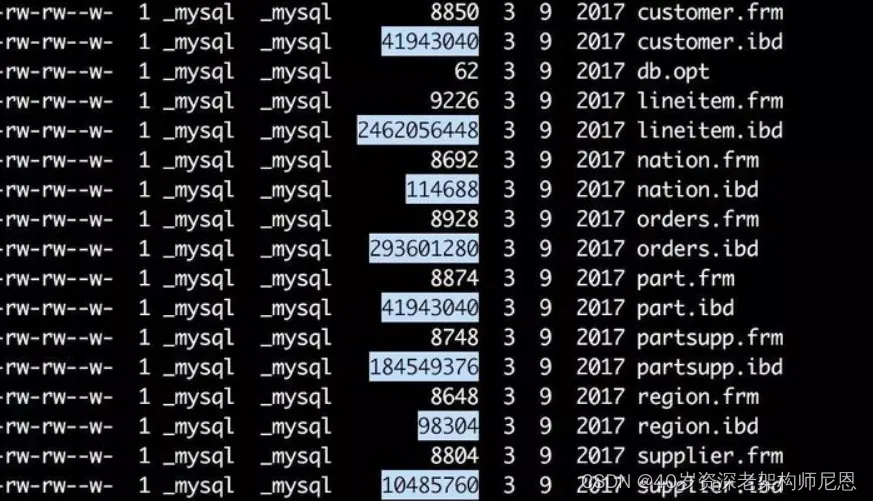 -rw-rw--w- 1 _mysql _mysql 8850 3 9 2017 customer.frm
-rw-rw--w- 1 _mysql _mysql 41943040 3 9 2017 customer.ibd
-rw-rw--w- 1 _mysql _mysql 62 3 9 2017 db.opt
-rw-rw--w- 1 _mysql _mysql 9226 3 9 2017 lineitem.frm
-rw-rw--w- 1 _mysql _mysql 2462056448 3 9 2017 lineitem.ibd
-rw-rw--w- 1 _mysql _mysql 8692 3 9 2017 nation.frm
-rw-rw--w- 1 _mysql _mysql 114688 3 9 2017 nation.ibd
-rw-rw--w- 1 _mysql _mysql 8928 3 9 2017 orders.frm
-rw-rw--w- 1 _mysql _mysql 293601280 3 9 2017 orders.ibd
-rw-rw--w- 1 _mysql _mysql 8874 3 9 2017 part.frm
-rw-rw--w- 1 _mysql _mysql 41943040 3 9 2017 part.ibd
-rw-rw--w- 1 _mysql _mysql 8748 3 9 2017 partsupp.frm
-rw-rw--w- 1 _mysql _mysql 184549376 3 9 2017 partsupp.ibd
-rw-rw--w- 1 _mysql _mysql 8648 3 9 2017 region.frm
-rw-rw--w- 1 _mysql _mysql 98304 3 9 2017 region.ibd
-rw-rw--w- 1 _mysql _mysql 8804 3 9 2017 supplier.frm
-rw-rw--w- 1 _mysql _mysql 10485760 3 9 2017 supplier.ibd
CSDN @40岁资深老架构师尼恩